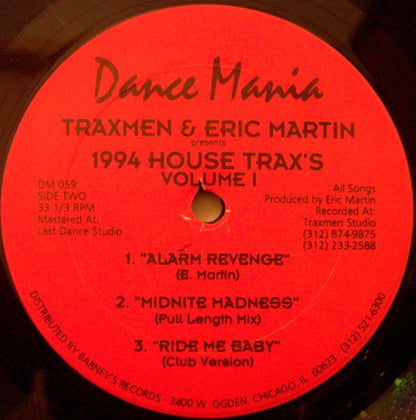 Dance Mania
TRAXMEN & ERIC MARTIN
presents
1994 HOUSE TRAX'S
VOLUME I
DM 059
SIDE TWO
33 1/3 RPM
Mastered At:
Last Dance Studio
All Songs
Produced by Eric Martin
Recorded At:
Traxmen Studio
(312) 874-9875
(312) 233-2588
1. "ALARM REVENGE"
(E. Martin)
2. "MIDNITE MADNESS"
(Full Length Mix)
3. "RIDE ME BABY"
(Club Version)
DISTRIBUTED BY BARNEY'S RECORDS - 3400 W. OGDEN, CHICAGO, IL. 60623 · (312) 521-6300